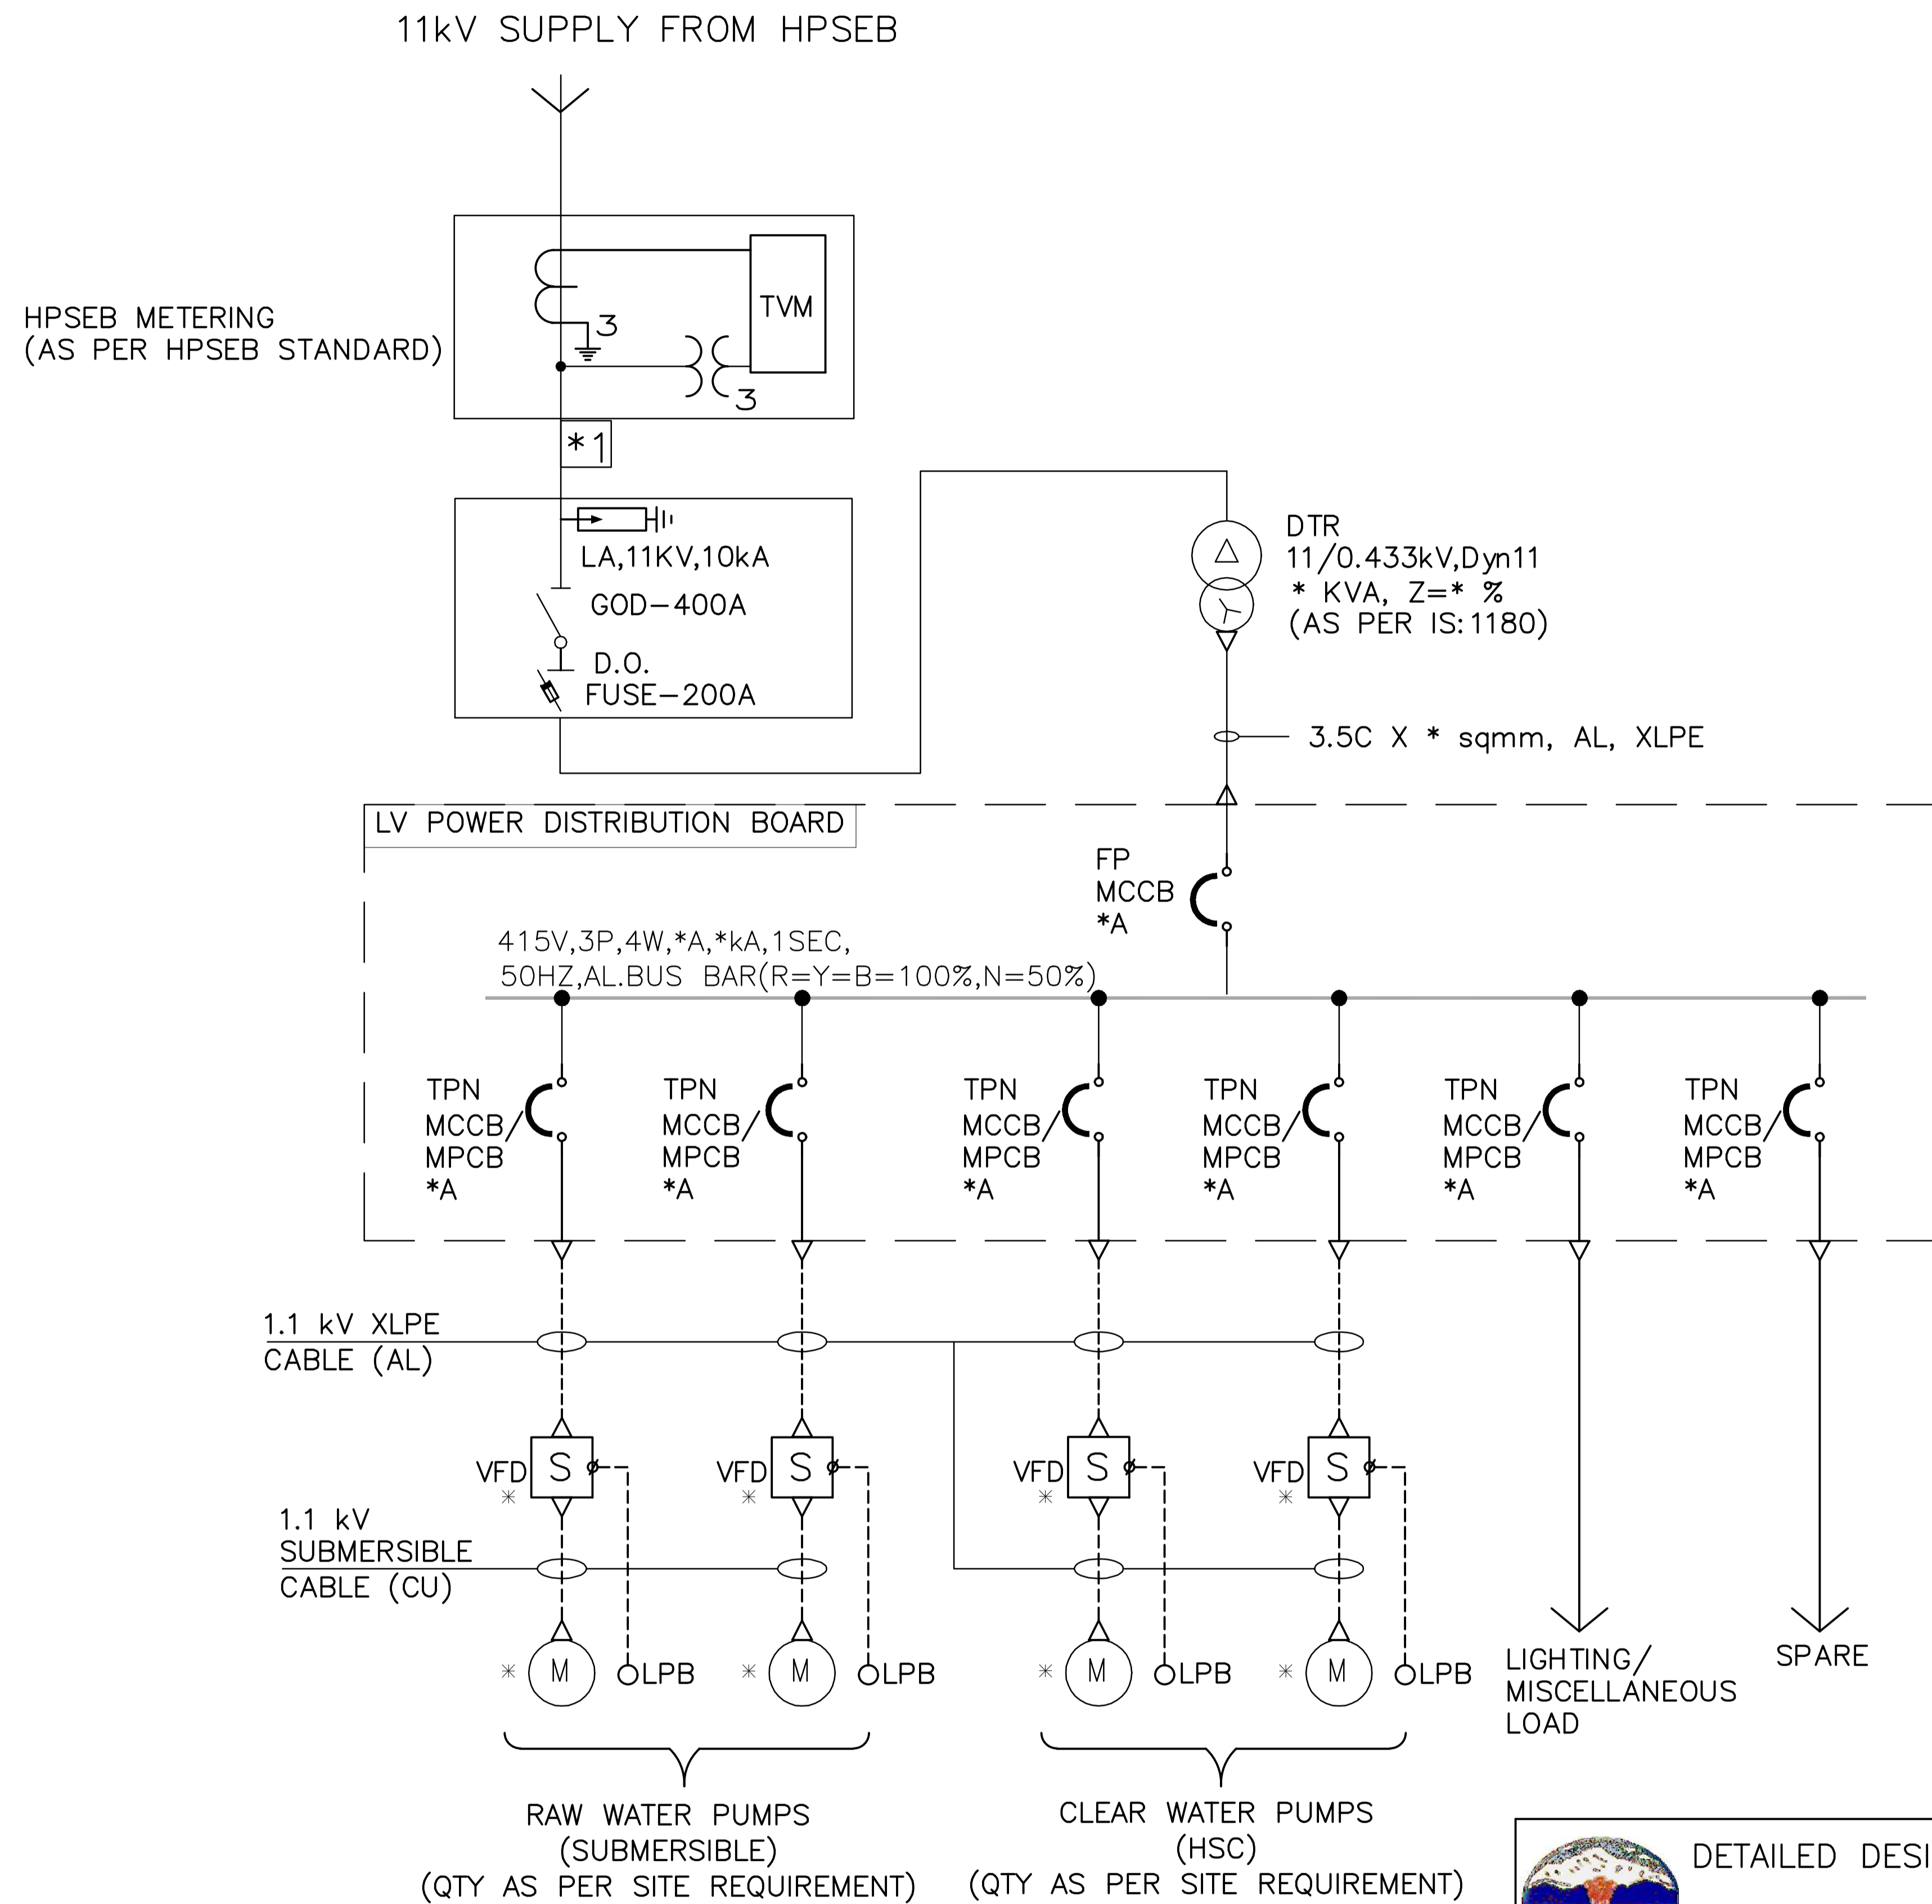 11kV SUPPLY FROM HPSEB
HPSEB METERING
(AS PER HPSEB STANDARD)
TVM
3
3
*1
LA,11KV,10kA
GOD-400A
D.O.
FUSE-200A
DTR
11/0.433kV,Dyn11
* KVA, Z=* %
(AS PER IS:1180)
3.5C X * sqmm, AL, XLPE
LV POWER DISTRIBUTION BOARD
FP
MCCB
*A
415V,3P,4W,*A,*kA,1SEC,
50HZ,AL.BUS BAR(R=Y=B=100%,N=50%)
TPN
MCCB/
MPCB
*A
TPN
MCCB/
MPCB
*A
TPN
MCCB/
MPCB
*A
TPN
MCCB/
MPCB
*A
TPN
MCCB/
MPCB
*A
TPN
MCCB/
MPCB
*A
1.1 kV XLPE
CABLE (AL)
VFD S
*
VFD S
*
VFD S
*
VFD S
*
1.1 kV
SUBMERSIBLE
CABLE (CU)
* M LPB
* M LPB
* M LPB
* M LPB
LIGHTING/
MISCELLANEOUS
LOAD
SPARE
RAW WATER PUMPS
(SUBMERSIBLE)
(QTY AS PER SITE REQUIREMENT)
CLEAR WATER PUMPS
(HSC)
(QTY AS PER SITE REQUIREMENT)
DETAILED DESI